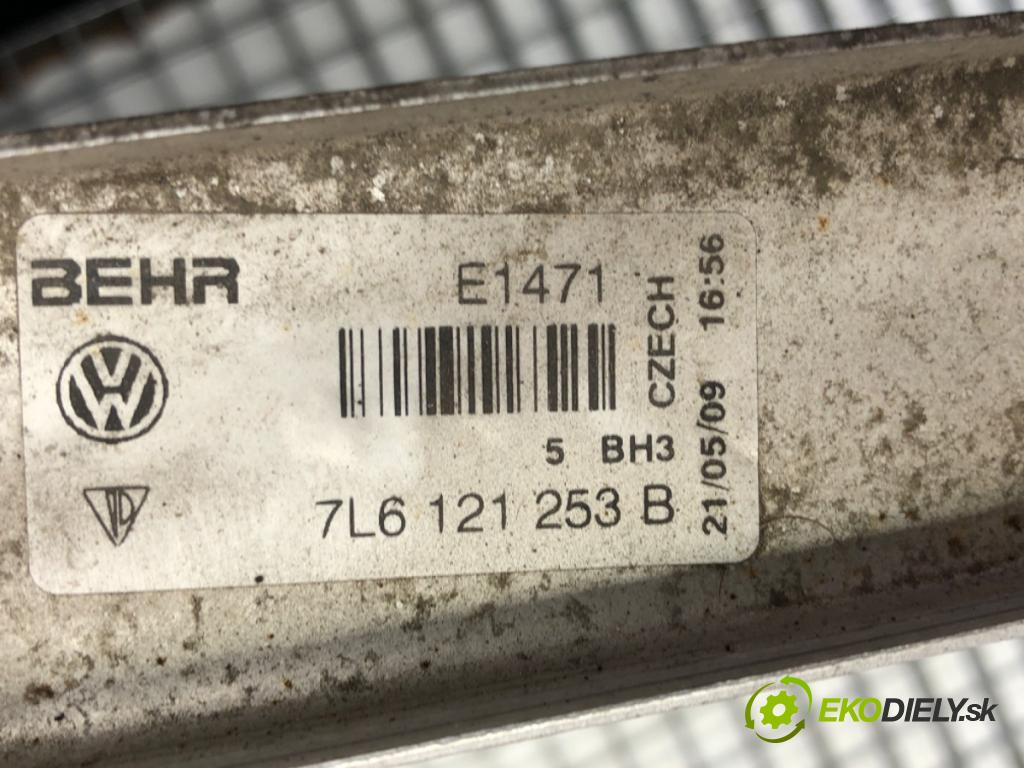 BEHR
E1471
CZECH
21/05/09 16:56
5 BH3
7L6 121 253 B
EKODIELY.sk